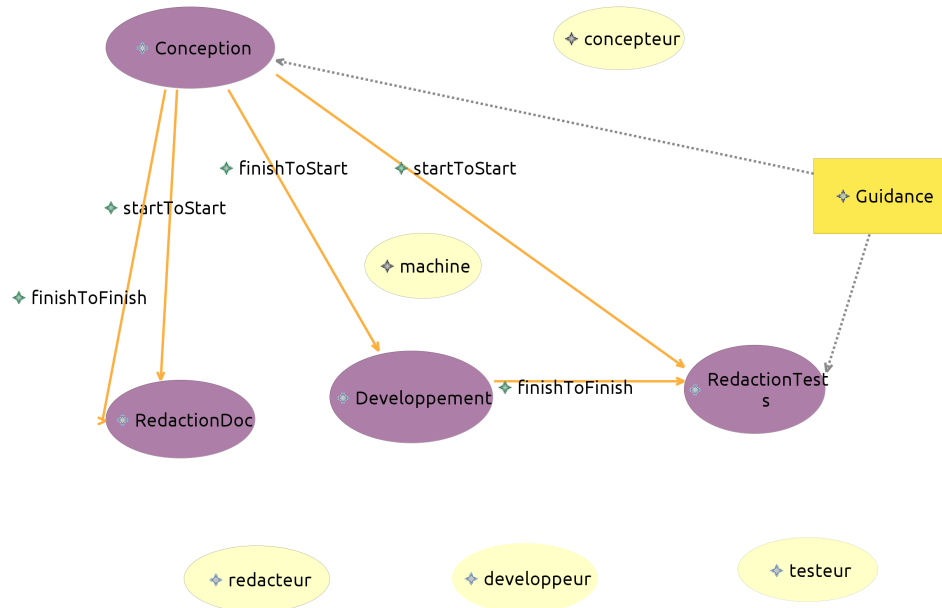 Conception
concepteur
finishToStart
startToStart
Guidance
startToStart
machine
finishToFinish
RedactionTest
s
finishToFinish
Developpement
RedactionDoc
redacteur
developpeur
testeur